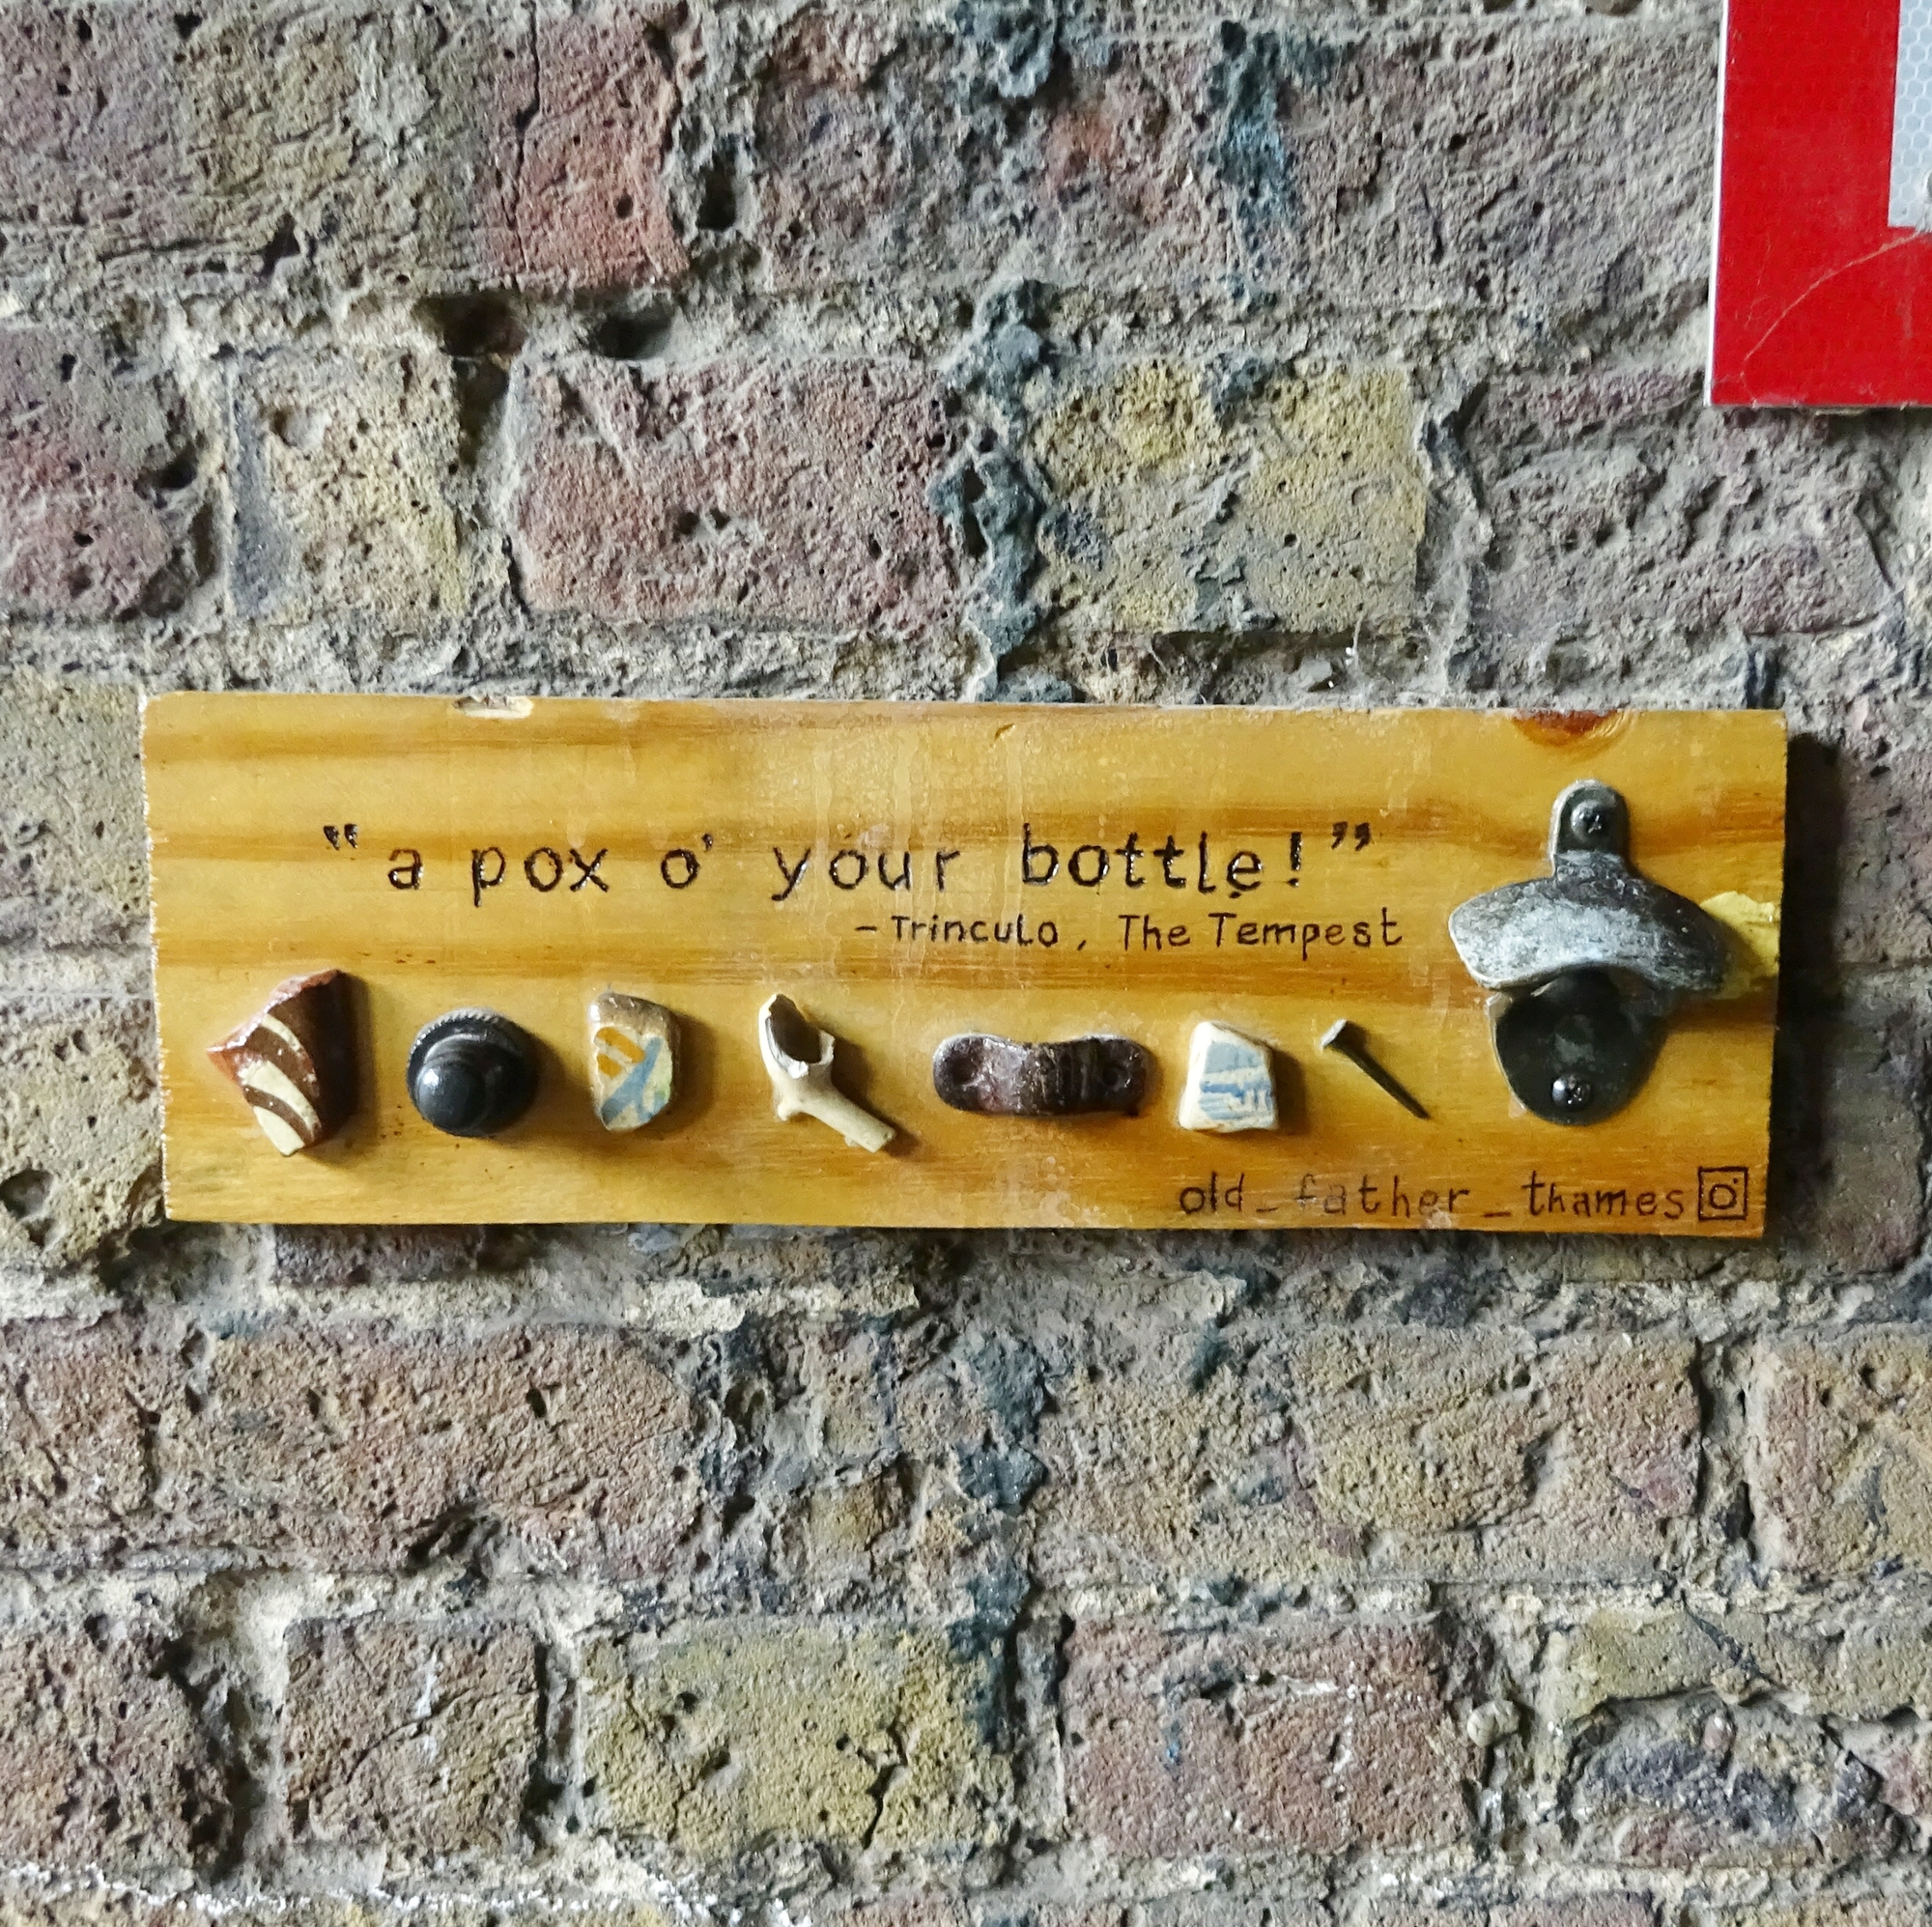 “a pox o' your bottle!”
- Trinculo, The Tempest
old_father_thames